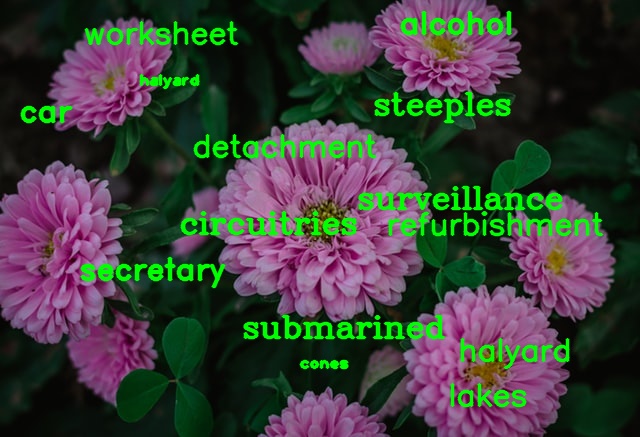 worksheet
alcohol
halyard
car
steeples
detachment
surveillance
circuitries
refurbishment
secretary
submarined
halyard
cones
lakes